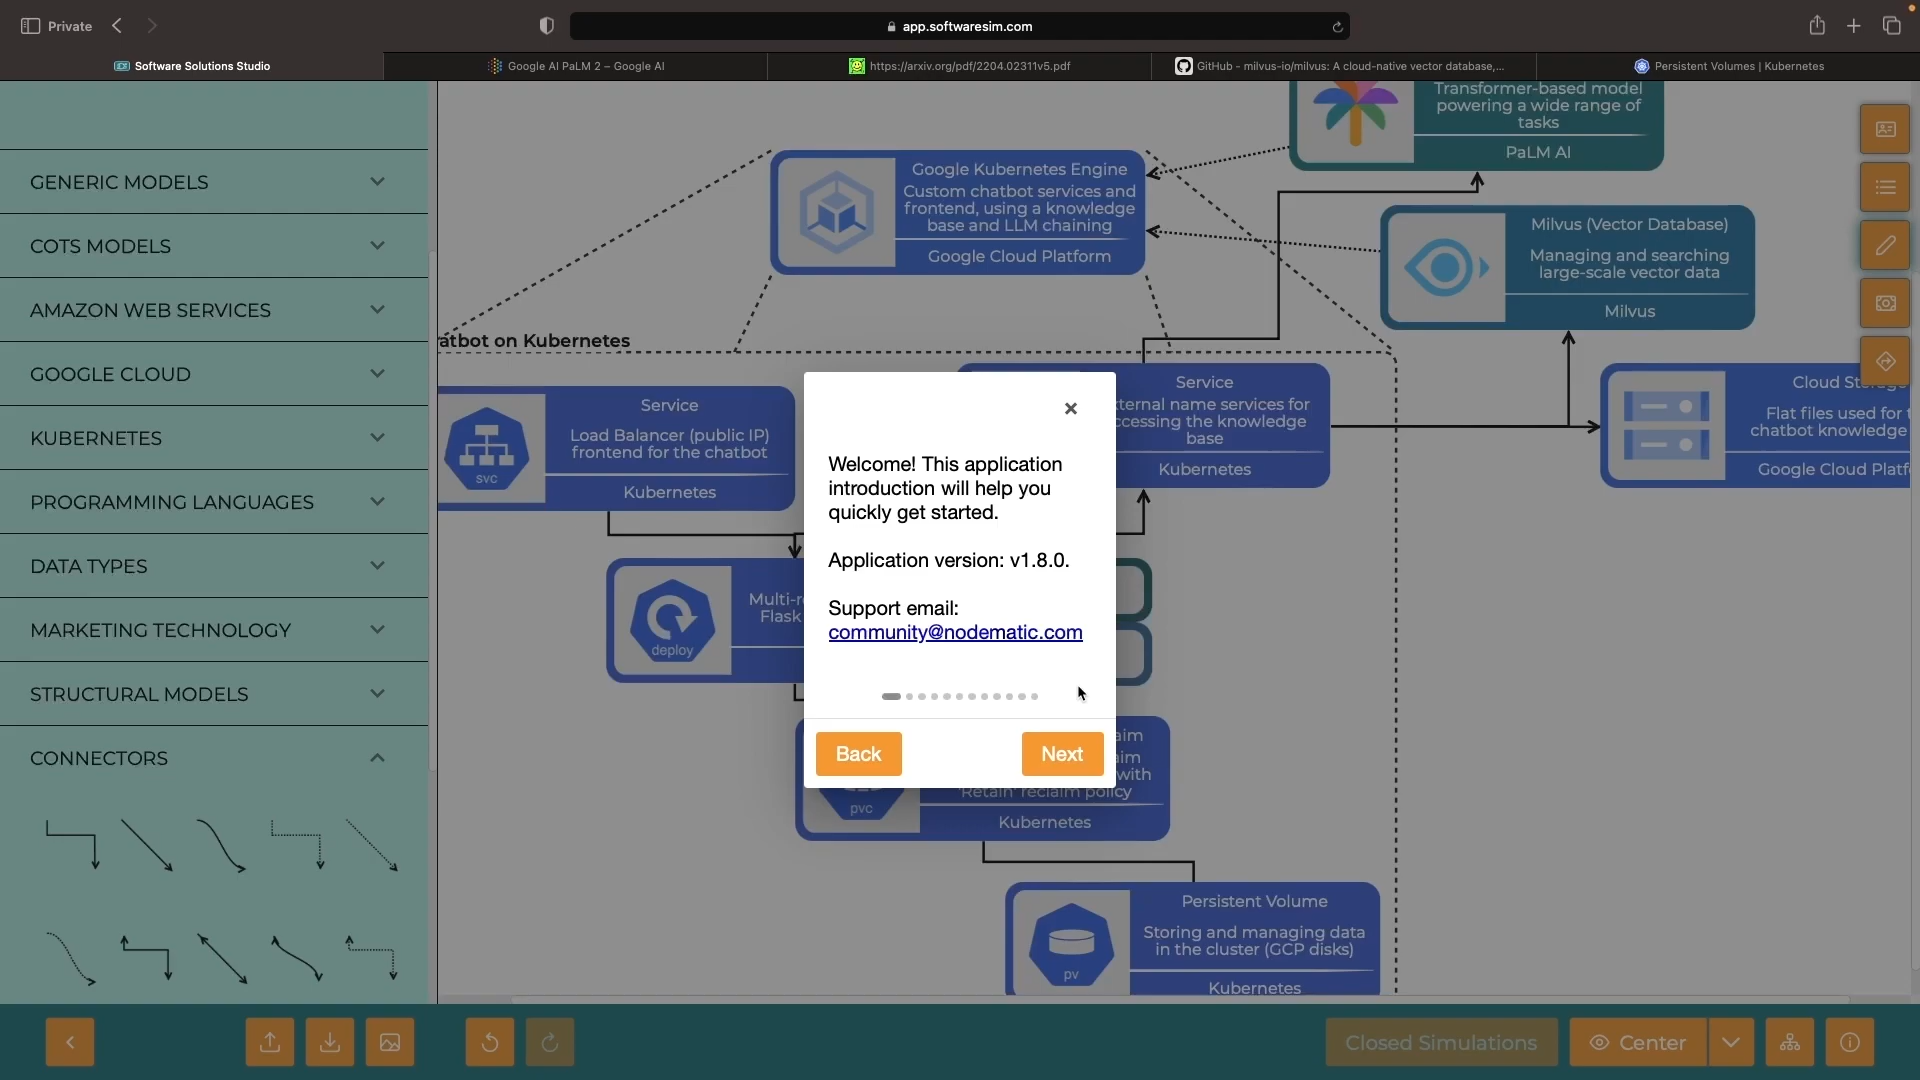 Private
app.softwaresim.com
Software Solutions Studio
Google AI PaLM 2 – Google AI
https://arxiv.org/pdf/2204.02311v5.pdf
GitHub - milvus-io/milvus: A cloud-native vector database,...
Persistent Volumes | Kubernetes
GENERIC MODELS
COTS MODELS
AMAZON WEB SERVICES
GOOGLE CLOUD
KUBERNETES
PROGRAMMING LANGUAGES
DATA TYPES
MARKETING TECHNOLOGY
STRUCTURAL MODELS
CONNECTORS
Transformer-based model
powering a wide range of
tasks
PaLM AI
Google Kubernetes Engine
Custom chatbot services and
frontend, using a knowledge
base and LLM chaining
Google Cloud Platform
Milvus (Vector Database)
Managing and searching
large-scale vector data
Milvus
atbot on Kubernetes
Service
Load Balancer (public IP)
frontend for the chatbot
svc
Kubernetes
Service
ternal name services for
ccessing the knowledge
base
Kubernetes
Cloud Storage
Flat files used for
chatbot knowledge
Google Cloud Platf
×
Welcome! This application
introduction will help you
quickly get started.
Application version: v1.8.0.
Support email:
community@nodematic.com
Back
Next
Multi-r
Flask
deploy
aim
aim
with
'Retain' reclaim policy
pvc
Kubernetes
Persistent Volume
Storing and managing data
in the cluster (GCP disks)
pv
Kubernetes
Closed Simulations
Center